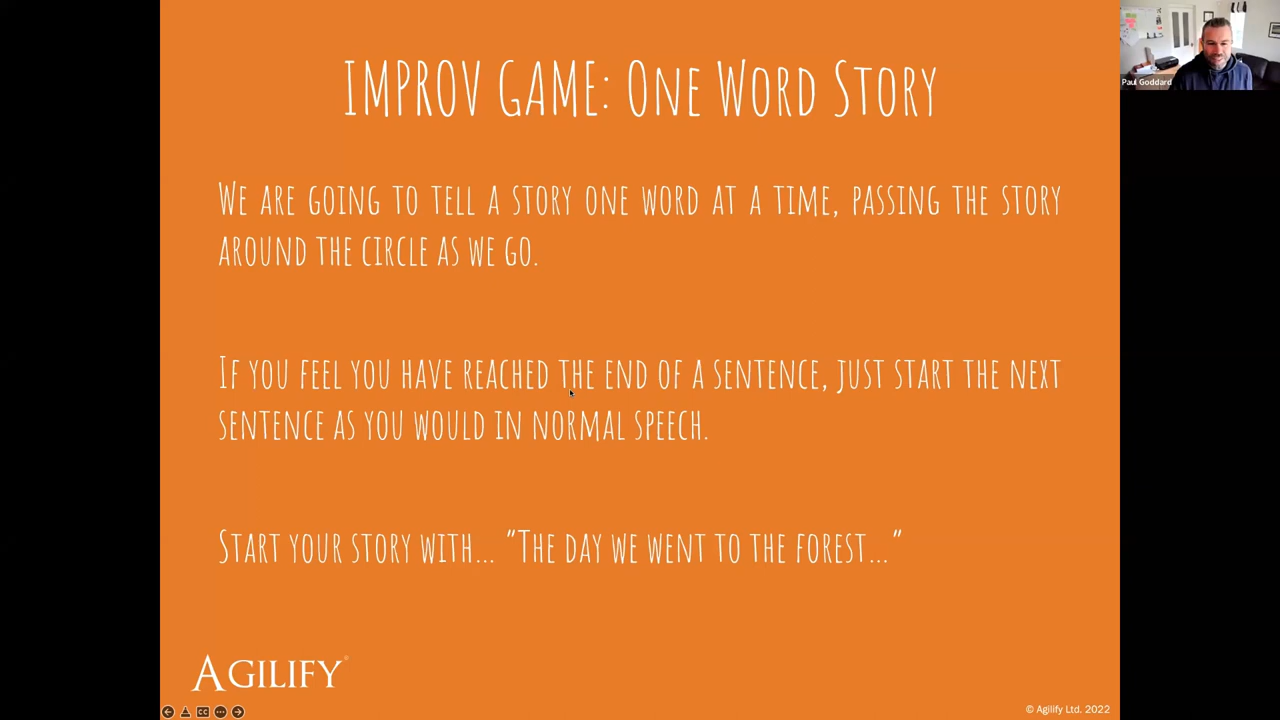 IMPROV GAME: ONE WORD STORY
Paul Goddard
WE ARE GOING TO TELL A STORY ONE WORD AT A TIME, PASSING THE STORY
AROUND THE CIRCLE AS WE GO.
IF YOU FEEL YOU HAVE REACHED THE END OF A SENTENCE, JUST START THE NEXT
SENTENCE AS YOU WOULD IN NORMAL SPEECH.
START YOUR STORY WITH... "THE DAY WE WENT TO THE FOREST..."
AGILIFY®
CC
© Agilify Ltd. 2022